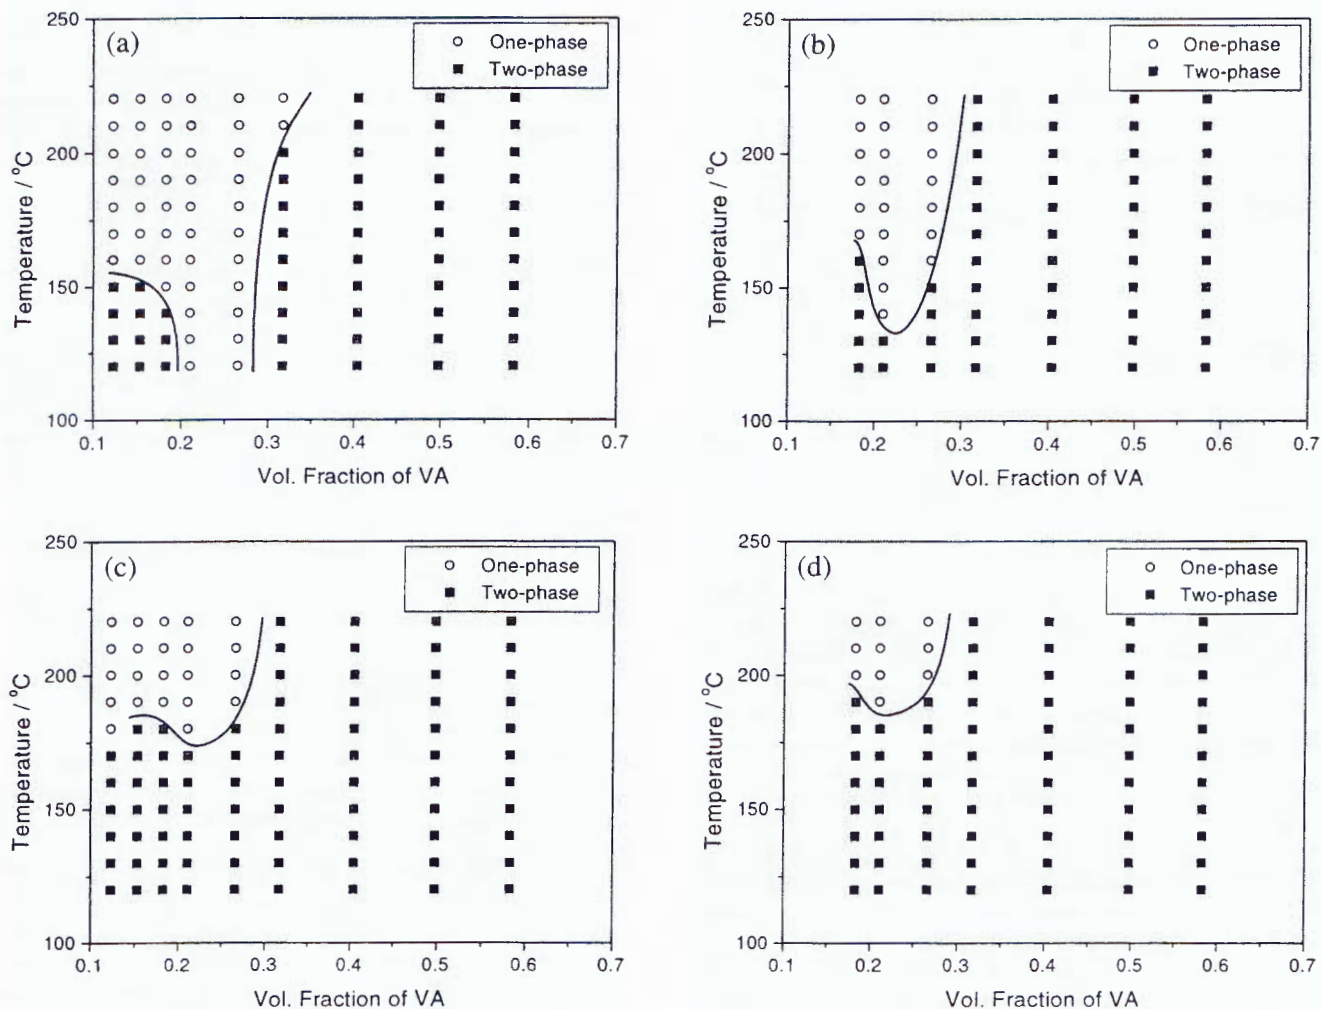 (a)
One-phase
Two-phase
250
200
150
100
Temperature / °C
0.1 0.2 0.3 0.4 0.5 0.6 0.7
Vol. Fraction of VA
(b)
One-phase
Two-phase
250
200
150
100
Temperature / °C
0.1 0.2 0.3 0.4 0.5 0.6 0.7
Vol. Fraction of VA
(c)
One-phase
Two-phase
250
200
150
100
Temperature / °C
0.1 0.2 0.3 0.4 0.5 0.6 0.7
Vol. Fraction of VA
(d)
One-phase
Two-phase
250
200
150
100
Temperature / °C
0.1 0.2 0.3 0.4 0.5 0.6 0.7
Vol. Fraction of VA